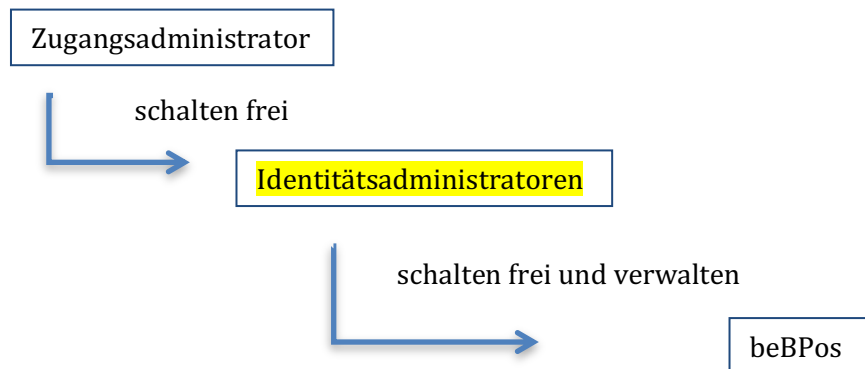 Zugangsadministrator
schalten frei
Identitätsadministratoren
schalten frei und verwalten
beBPos